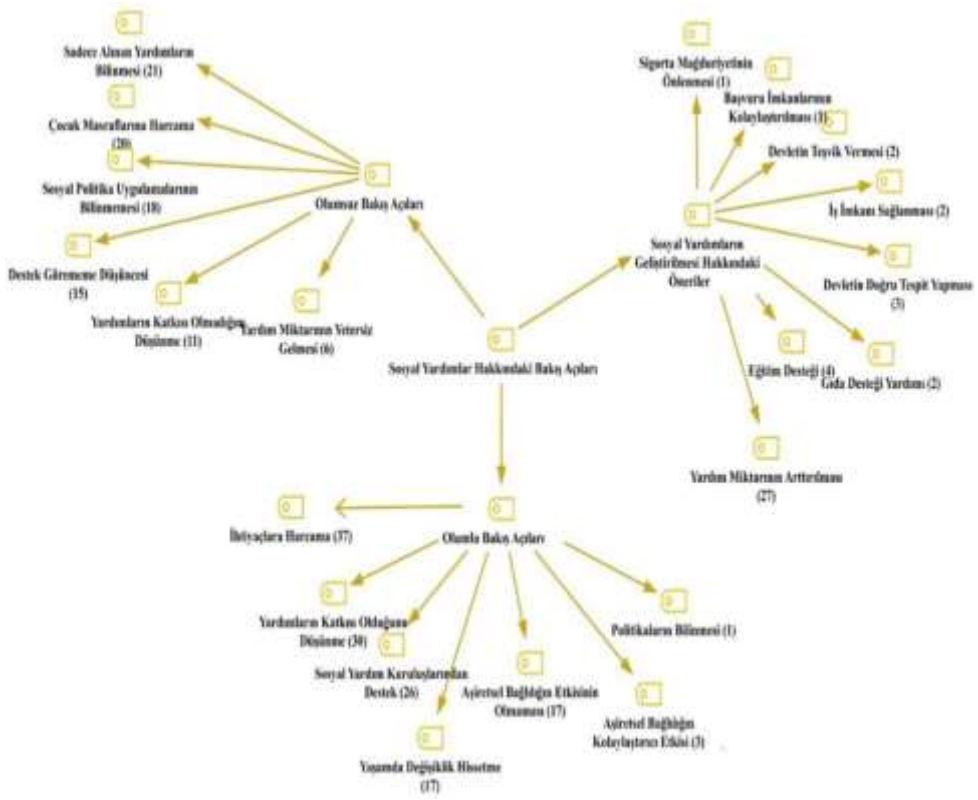 Sadece Alınan Yardımların
Bilinmesi (21)
Çocuk Masraflarına Harcama
(20)
Sosyal Politika Uygulamalarının
Bilinmemesi (18)
Destek Görememe Düşüncesi
(15)
Yardımların Katkısı Olmadığını
Düşünme (11)
Yardım Miktarının Yetersiz
Gelmesi (6)
Olumsuz Bakış Açıları
Sigorta Mağduriyetinin
Önlenmesi (1)
Başvuru İmkanlarının
Kolaylaştırılması (1)
Devletin Teşvik Vermesi (2)
İş İmkanı Sağlanması (2)
Devletin Doğru Tespit Yapması
(3)
Gıda Desteği Yardımı (2)
Eğitim Desteği (4)
Yardım Miktarının Arttırılması
(27)
Sosyal Yardımların
Geliştirilmesi Hakkındaki
Öneriler
Sosyal Yardımlar Hakkındaki Bakış Açıları
Olumlu Bakış Açıları
İhtiyaçlara Harcama (37)
Yardımların Katkısı Olduğunu
Düşünme (30)
Sosyal Yardım Kuruluşlarından
Destek (26)
Yaşamda Değişiklik Hissetme
(17)
Aşiretsel Bağlılığın Etkisinin
Olmaması (17)
Aşiretsel Bağlılığın
Kolaylaştırıcı Etkisi (3)
Politikaların Bilinmesi (1)